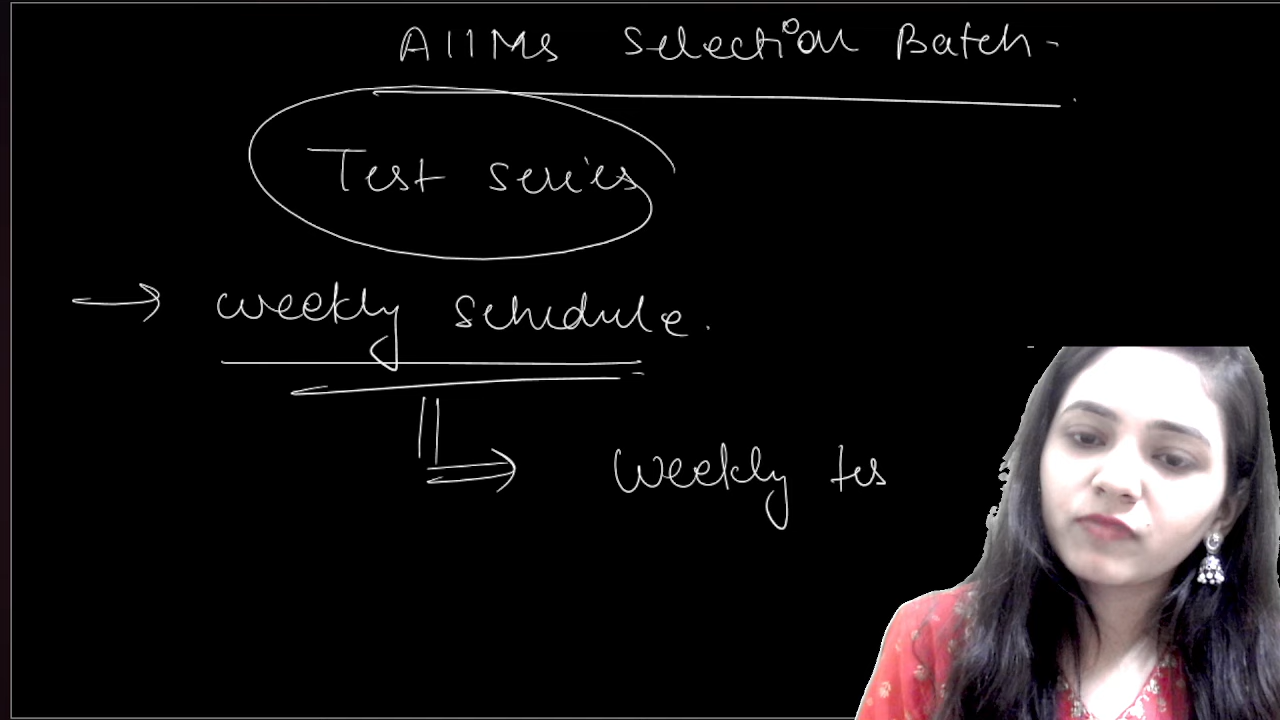 AIIMS Selection Batch-
Test series
→ weekly schedule.
⇒ Weekly tes